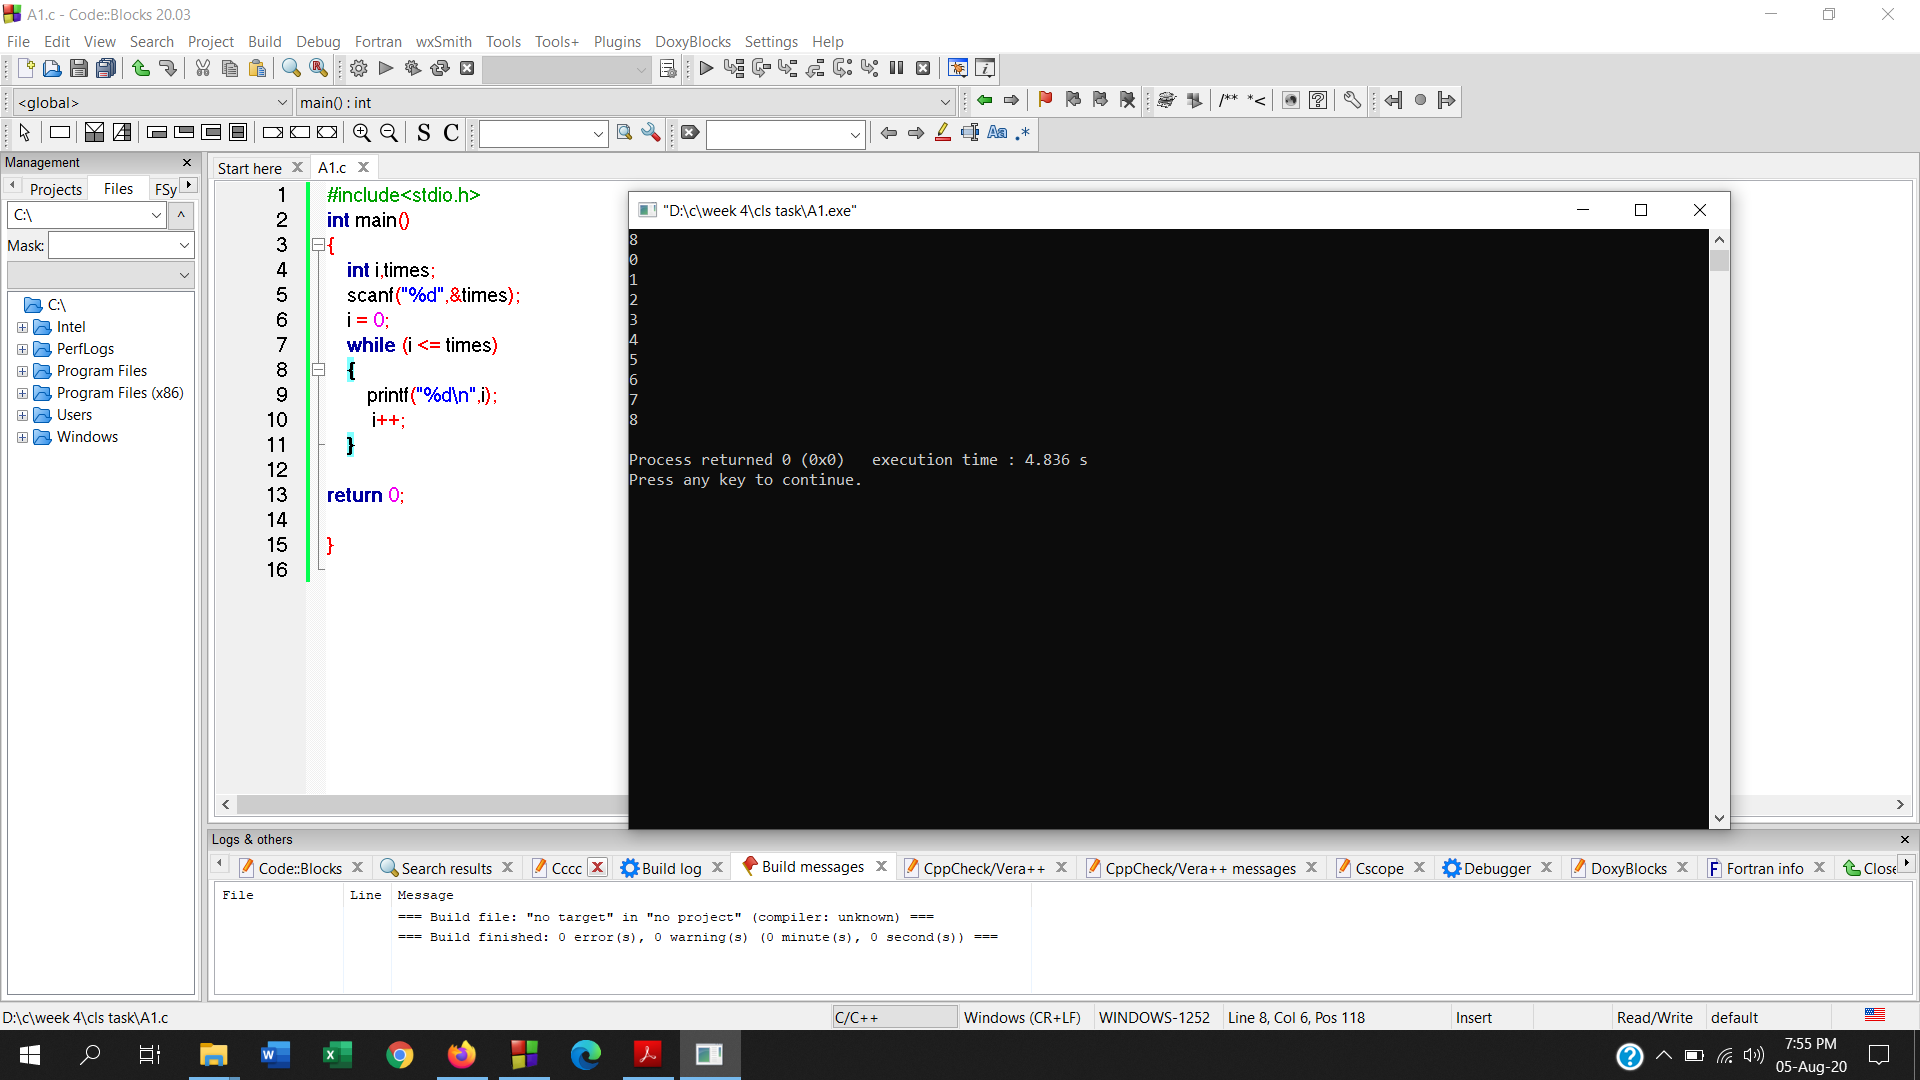 A1.c - Code::Blocks 20.03
File Edit View Search Project Build Debug Fortran wxSmith Tools Tools+ Plugins DoxyBlocks Settings Help
<global> main() : int
/** *<
S C Aa .*
Management
Start here A1.c
Projects Files FSy
C:\
Mask:
C:\
Intel
PerfLogs
Program Files
Program Files (x86)
Users
Windows
1 #include<stdio.h>
2 int main()
3 {
4 int i,times;
5 scanf("%d",&times);
6 i = 0;
7 while (i <= times)
8 {
9 printf("%d\n",i);
10 i++;
11 }
12
13 return 0;
14
15 }
16
"D:\c\week 4\cls task\A1.exe"
8
0
1
2
3
4
5
6
7
8
Process returned 0 (0x0) execution time : 4.836 s
Press any key to continue.
Logs & others
Code::Blocks Search results Cccc Build log Build messages CppCheck/Vera++ CppCheck/Vera++ messages Cscope Debugger DoxyBlocks Fortran info Close
File Line Message
=== Build file: "no target" in "no project" (compiler: unknown) ===
=== Build finished: 0 error(s), 0 warning(s) (0 minute(s), 0 second(s)) ===
D:\c\week 4\cls task\A1.c C/C++ Windows (CR+LF) WINDOWS-1252 Line 8, Col 6, Pos 118 Insert Read/Write default
7:55 PM
05-Aug-20